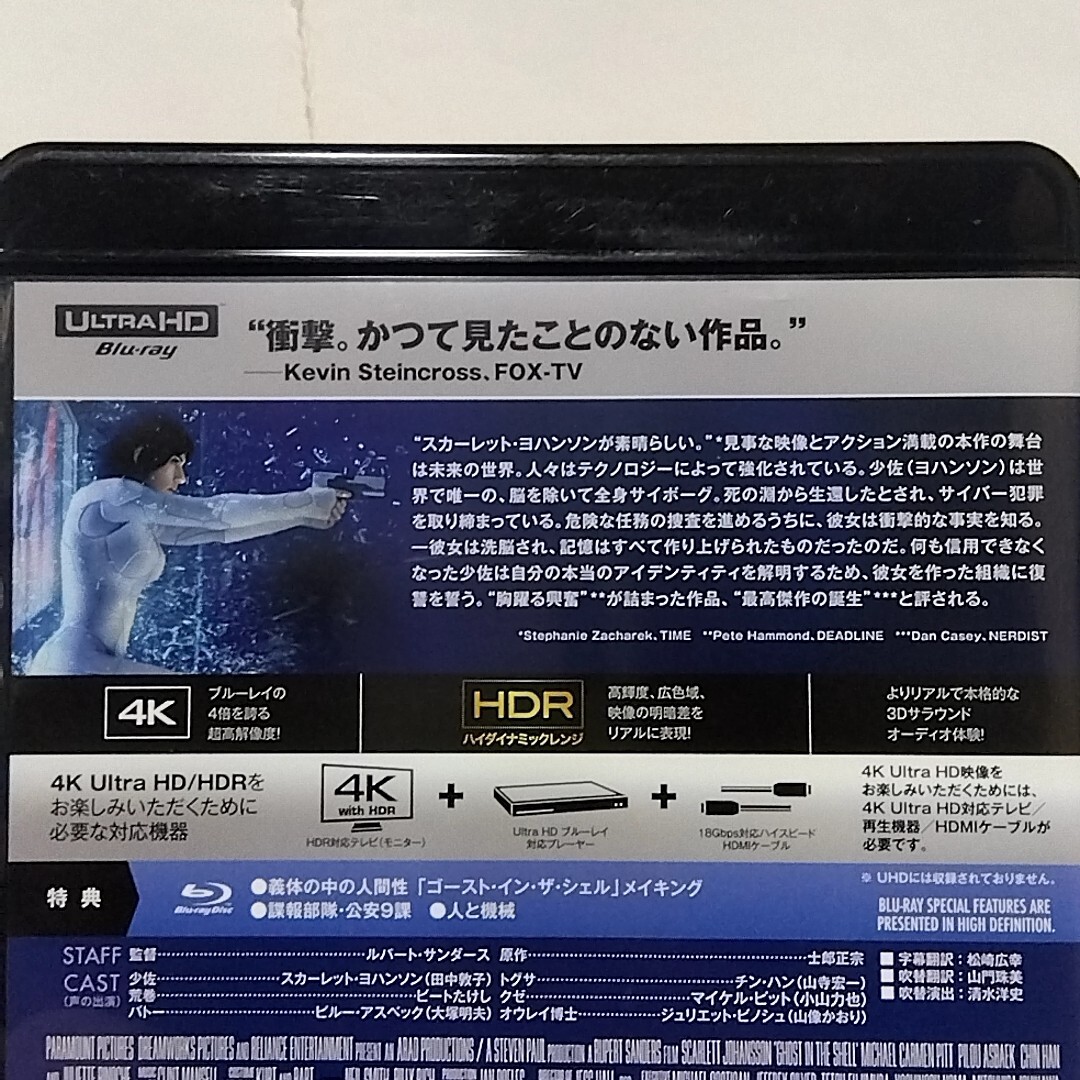 ULTRA HD
Blu-ray
“衝撃。かつて見たことのない作品。”
──Kevin Steincross、FOX-TV
“スカーレット・ヨハンソンが素晴らしい。”*見事な映像とアクション満載の本作の舞台
は未来の世界。人々はテクノロジーによって強化されている。少佐（ヨハンソン）は世
界で唯一の、脳を除いて全身サイボーグ。死の淵から生還したとされ、サイバー犯罪
を取り締まっている。危険な任務の捜査を進めるうちに、彼女は衝撃的な事実を知る。
―彼女は洗脳され、記憶はすべて作り上げられたものだったのだ。何も信用できなく
なった少佐は自分の本当のアイデンティティを解明するため、彼女を作った組織に復
讐を誓う。“胸躍る興奮”**が詰まった作品、“最高傑作の誕生”***と評される。
*Stephanie Zacharek、TIME **Pete Hammond、DEADLINE ***Dan Casey、NERDIST
4K
ブルーレイの
4倍を誇る
超高解像度!
HDR
ハイダイナミックレンジ
高輝度、広色域、
映像の明暗差を
リアルに表現!
よりリアルで本格的な
3Dサラウンド
オーディオ体験!
4K Ultra HD/HDRを
お楽しみいただくために
必要な対応機器
4K
with HDR
HDR対応テレビ（モニター）
+
Ultra HD ブルーレイ
対応プレーヤー
+
18Gbps対応ハイスピード
HDMIケーブル
4K Ultra HD映像を
お楽しみいただくためには、
4K Ultra HD対応テレビ／
再生機器／HDMIケーブルが
必要です。
特典
Blu-ray Disc
●義体の中の人間性「ゴースト・イン・ザ・シェル」メイキング
●諜報部隊・公安9課 ●人と機械
※ UHDには収録されておりません。
BLU-RAY SPECIAL FEATURES ARE
PRESENTED IN HIGH DEFINITION.
STAFF 監督……ルパート・サンダース 原作……士郎正宗
CAST 少佐……スカーレット・ヨハンソン（田中敦子） トグサ……チン・ハン（山寺宏一）
（声の出演） 荒巻……ビートたけし クゼ……マイケル・ピット（小山力也）
バトー……ピルー・アスベック（大塚明夫） オウレイ博士……ジュリエット・ビノシュ（山像かおり）
■ 字幕翻訳：松崎広幸
■ 吹替翻訳：山門珠美
■ 吹替演出：清水洋史
PARAMOUNT PICTURES DREAMWORKS PICTURES AND RELIANCE ENTERTAINMENT PRESENT AN ARAD PRODUCTIONS / A STEVEN PAUL PRODUCTION A RUPERT SANDERS FILM SCARLETT JOHANSSON "GHOST IN THE SHELL" MICHAEL CARMEN PITT PILOU ASBAEK CHIN HAN